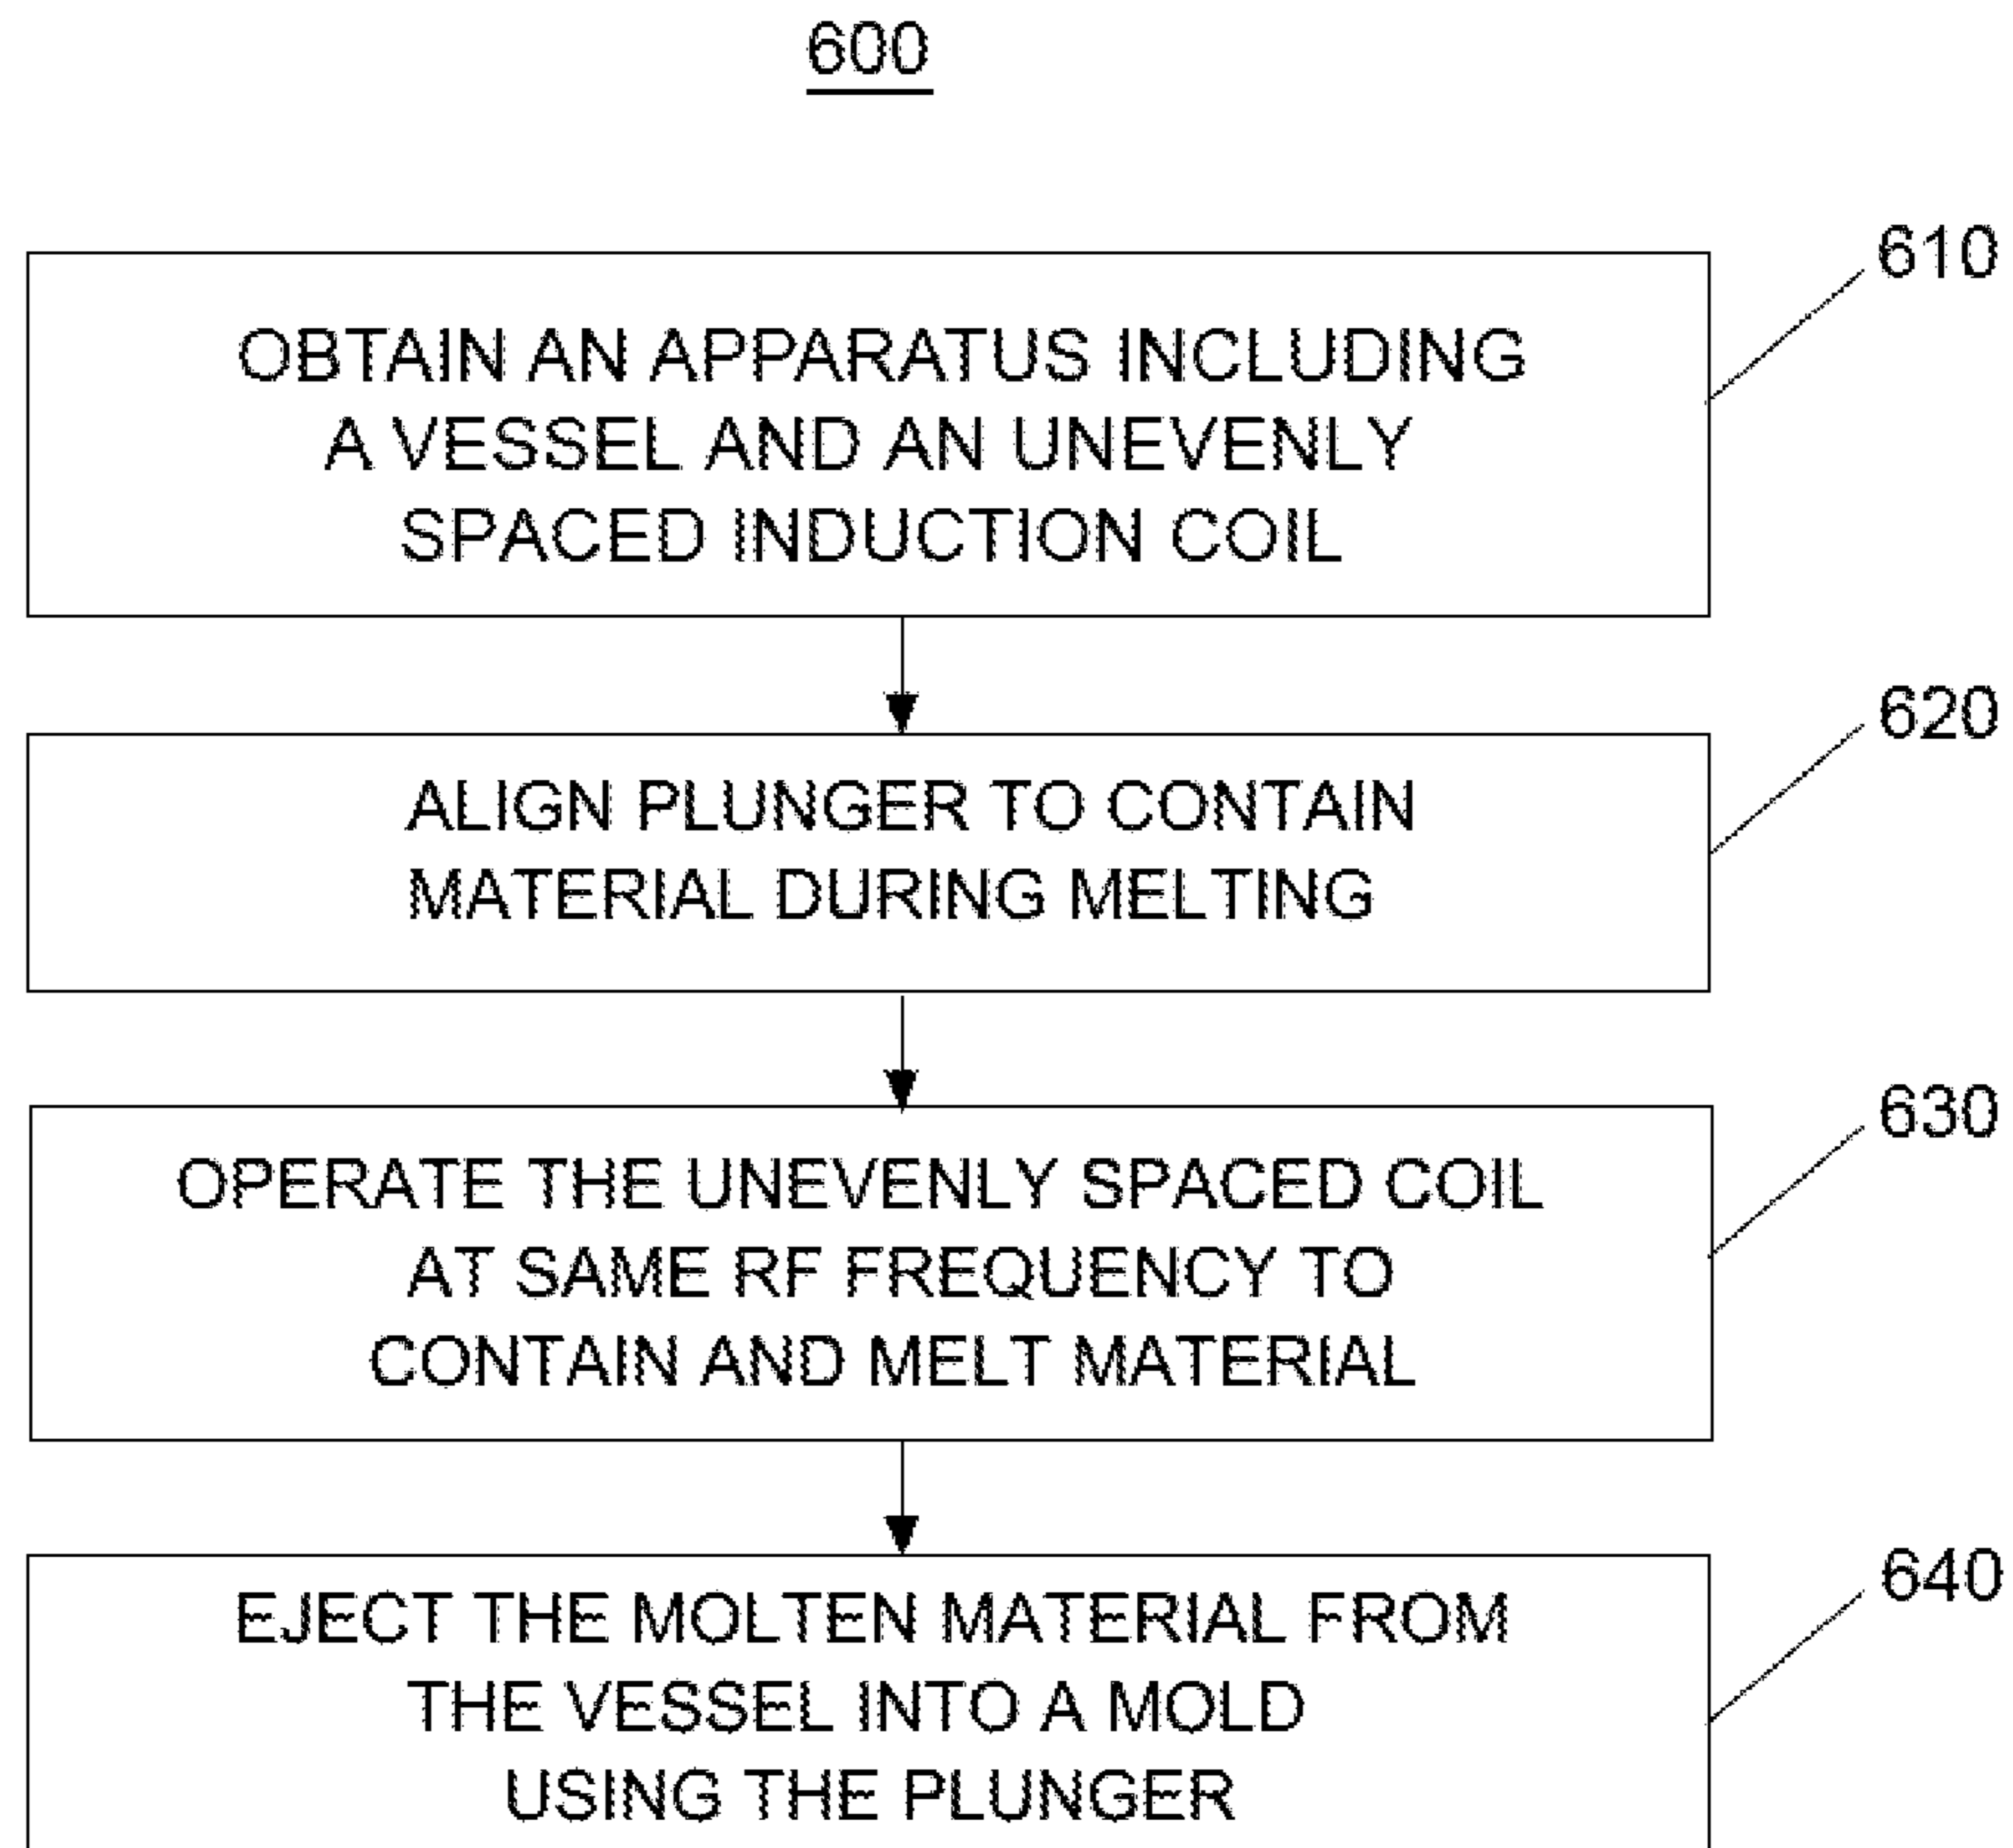 600
610
OBTAIN AN APPARATUS INCLUDING
A VESSEL AND AN UNEVENLY
SPACED INDUCTION COIL
620
ALIGN PLUNGER TO CONTAIN
MATERIAL DURING MELTING
630
OPERATE THE UNEVENLY SPACED COIL
AT SAME RF FREQUENCY TO
CONTAIN AND MELT MATERIAL
640
EJECT THE MOLTEN MATERIAL FROM
THE VESSEL INTO A MOLD
USING THE PLUNGER